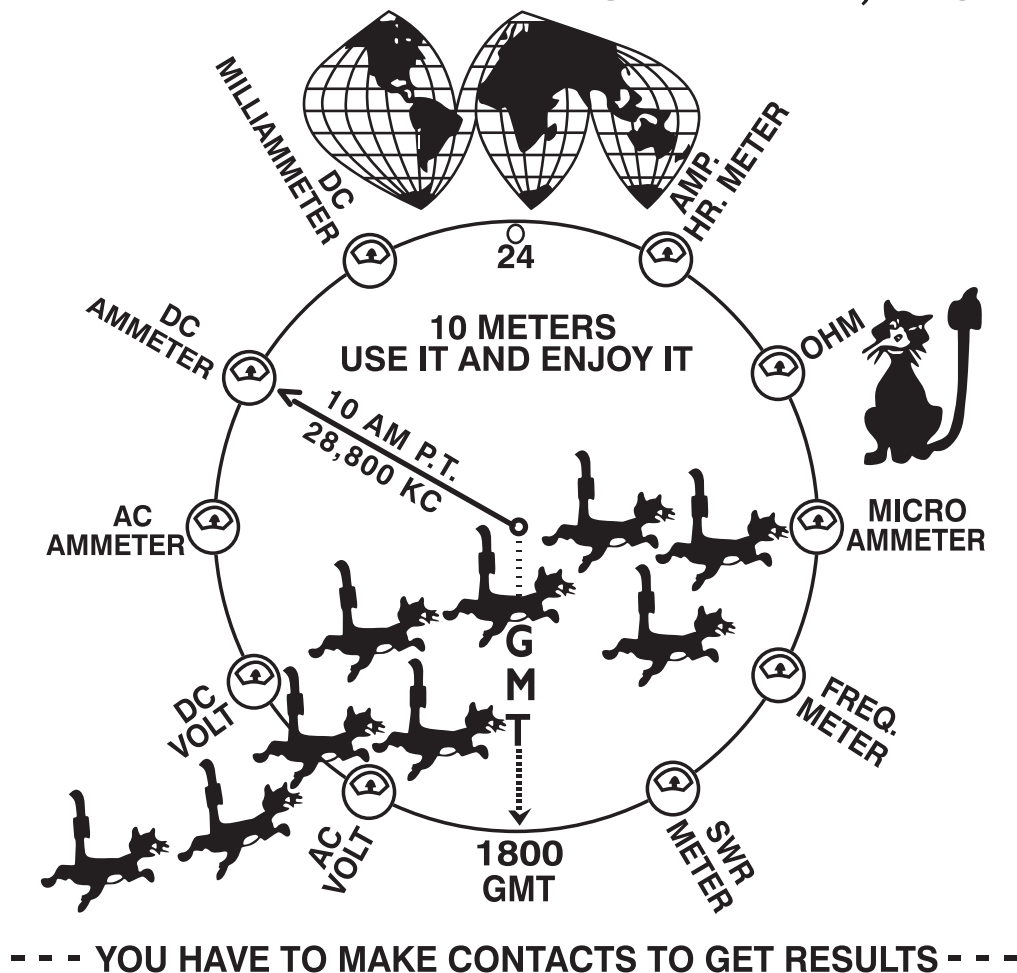 DC
MILLIAMMETER
AMP.
HR. METER
24
10 METERS
USE IT AND ENJOY IT
DC
AMMETER
OHM
10 AM P.T.
28,800 KC
AC
AMMETER
MICRO
AMMETER
G
M
T
DC
VOLT
FREQ.
METER
AC
VOLT
SWR
METER
1800
GMT
- - - YOU HAVE TO MAKE CONTACTS TO GET RESULTS - - -